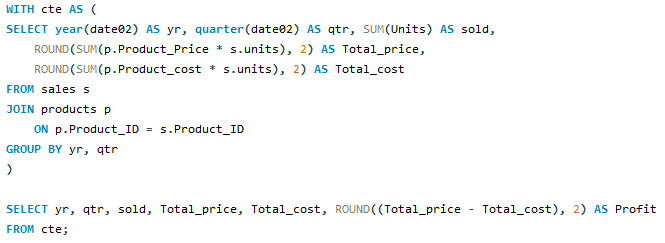 WITH cte AS (
SELECT year(date02) AS yr, quarter(date02) AS qtr, SUM(Units) AS sold,
    ROUND(SUM(p.Product_Price * s.units), 2) AS Total_price,
    ROUND(SUM(p.Product_cost * s.units), 2) AS Total_cost
FROM sales s
JOIN products p
    ON p.Product_ID = s.Product_ID
GROUP BY yr, qtr
)
SELECT yr, qtr, sold, Total_price, Total_cost, ROUND((Total_price - Total_cost), 2) AS Profit
FROM cte;